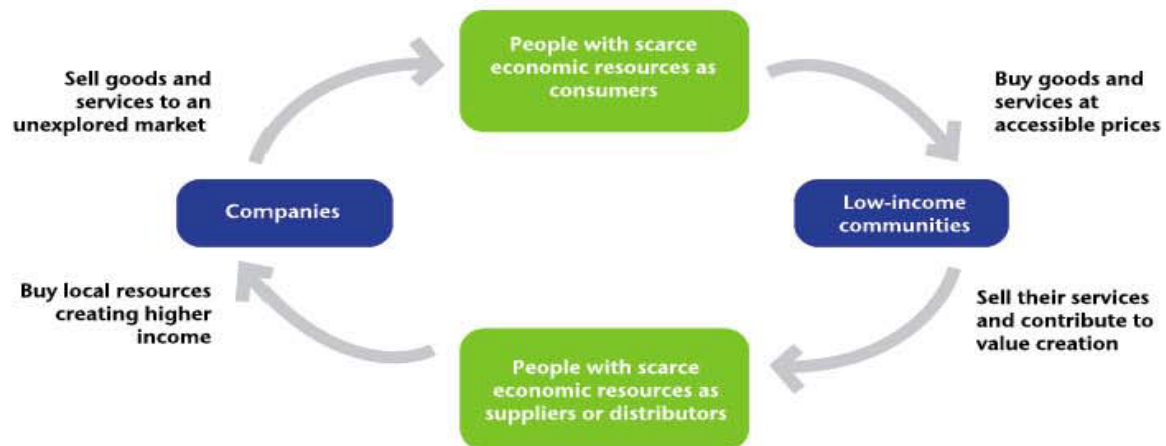 People with scarce
economic resources as
consumers
Sell goods and
services to an
unexplored market
Buy goods and
services at
accessible prices
Companies
Low-income
communities
Buy local resources
creating higher
income
Sell their services
and contribute to
value creation
People with scarce
economic resources as
suppliers or distributors